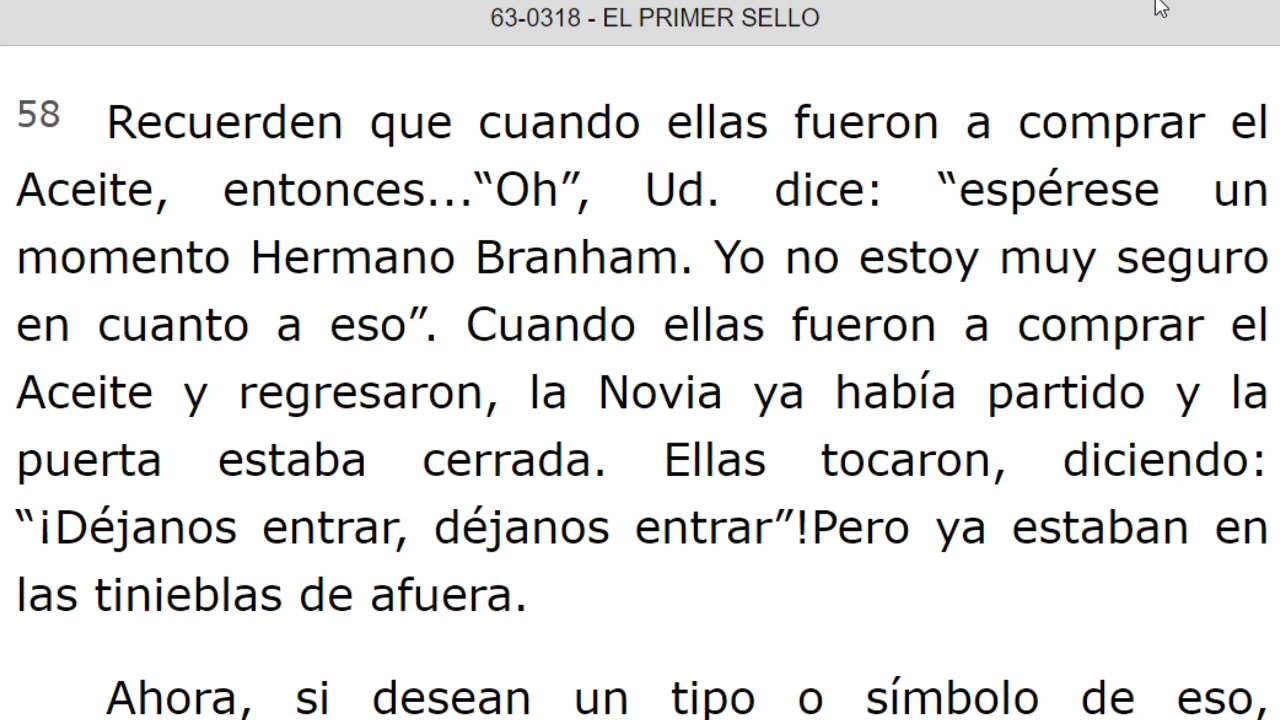 63-0318 - EL PRIMER SELLO
58 Recuerden que cuando ellas fueron a comprar el
Aceite, entonces...“Oh”, Ud. dice: “espérese un
momento Hermano Branham. Yo no estoy muy seguro
en cuanto a eso”. Cuando ellas fueron a comprar el
Aceite y regresaron, la Novia ya había partido y la
puerta estaba cerrada. Ellas tocaron, diciendo:
“¡Déjanos entrar, déjanos entrar”!Pero ya estaban en
las tinieblas de afuera.
Ahora, si desean un tipo o símbolo de eso,